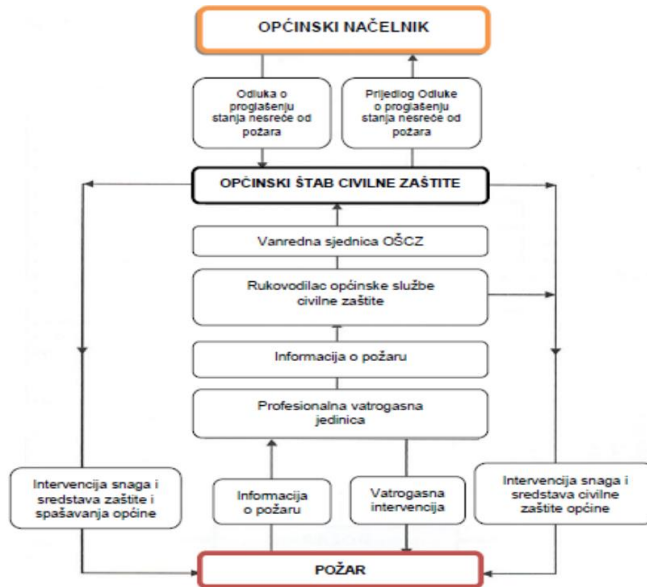 OPĆINSKI NAČELNIK
Odluka o
proglašenju
stanja nesreće od
požara
Prijedlog Odluke
o proglašenju
stanja nesreće od
požara
OPĆINSKI ŠTAB CIVILNE ZAŠTITE
Vanredna sjednica OŠCZ
Rukovodilac općinske službe
civilne zaštite
Informacija o požaru
Profesionalna vatrogasna
jedinica
Intervencija snaga i
sredstava zaštite i
spašavanja općine
Informacija
o požaru
Vatrogasna
intervencija
Intervencija snaga i
sredstava civilne
zaštite općine
POŽAR